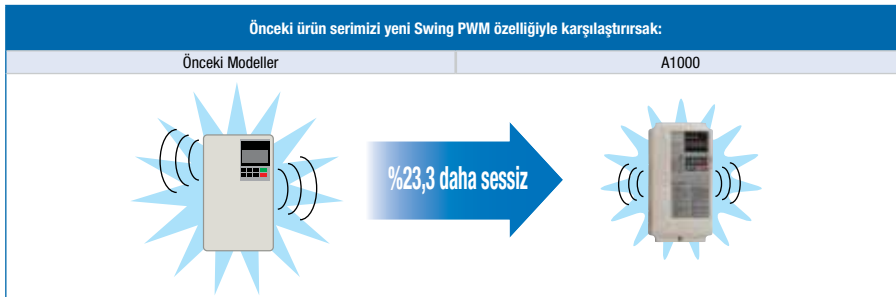 Önceki ürün serimizi yeni Swing PWM özelliğiyle karşılaştırırsak:
Önceki Modeller
A1000
%23,3 daha sessiz